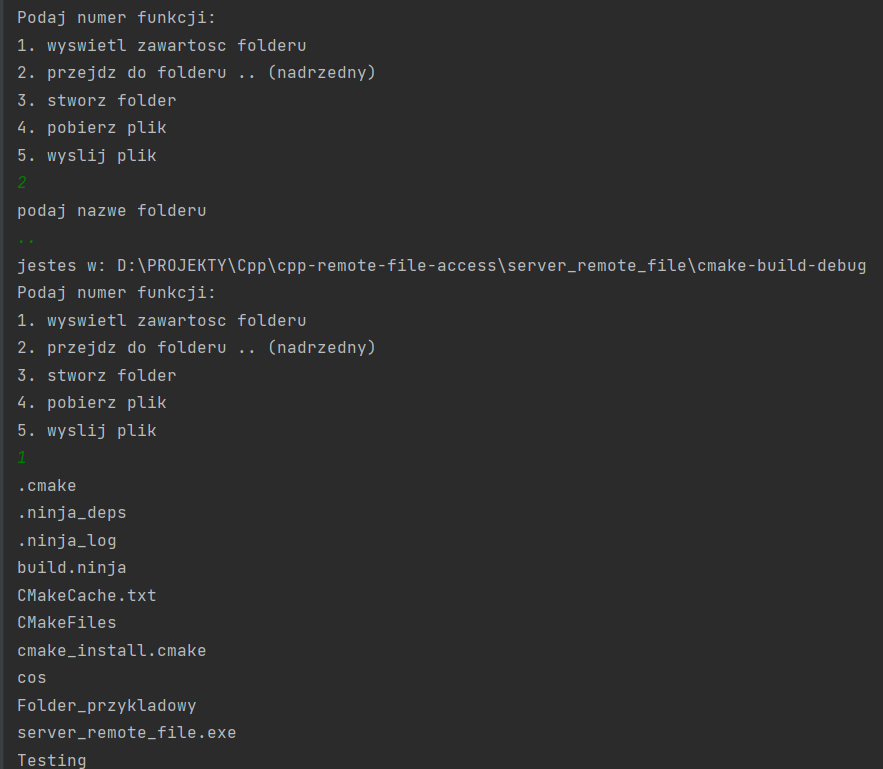 Podaj numer funkcji:
1. wyswietl zawartosc folderu
2. przejdz do folderu .. (nadrzedny)
3. stworz folder
4. pobierz plik
5. wyslij plik
2
podaj nazwe folderu
..
jestes w: D:\PROJEKTY\Cpp\cpp-remote-file-access\server_remote_file\cmake-build-debug
Podaj numer funkcji:
1. wyswietl zawartosc folderu
2. przejdz do folderu .. (nadrzedny)
3. stworz folder
4. pobierz plik
5. wyslij plik
1
.cmake
.ninja_deps
.ninja_log
build.ninja
CMakeCache.txt
CMakeFiles
cmake_install.cmake
cos
Folder_przykladowy
server_remote_file.exe
Testing